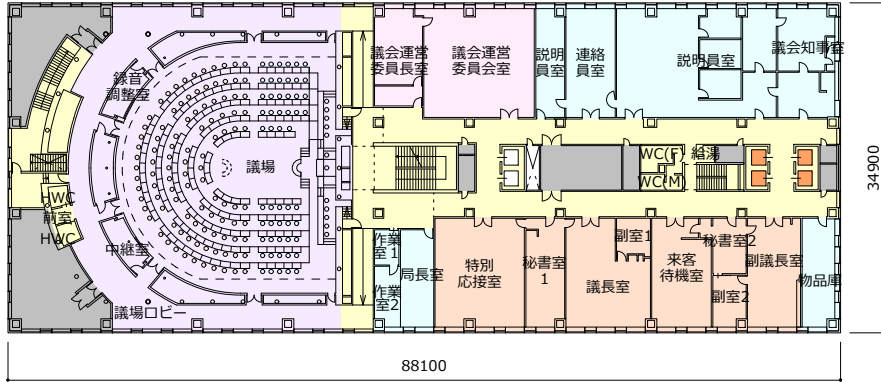 議会運営
委員長室
議会運営
委員会室
説明
員室
連絡
員室
説明員室
議会知事室
録音
調整室
議場
WC(F)
給湯
WC(M)
HWC
前室
HWC
中継室
議場ロビー
作業
室1
作業
室2
局長室
特別
応接室
秘書室
1
副室1
議長室
来客
待機室
秘書室2
副室2
副議長室
物品庫
34900
88100